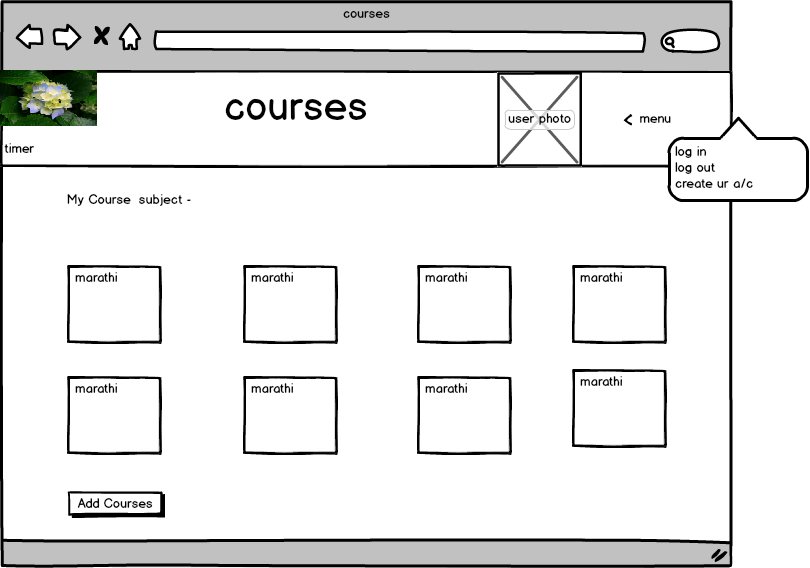 courses
courses
user photo
< menu
timer
log in
log out
create ur a/c
My Course subject -
marathi
marathi
marathi
marathi
marathi
marathi
marathi
marathi
Add Courses